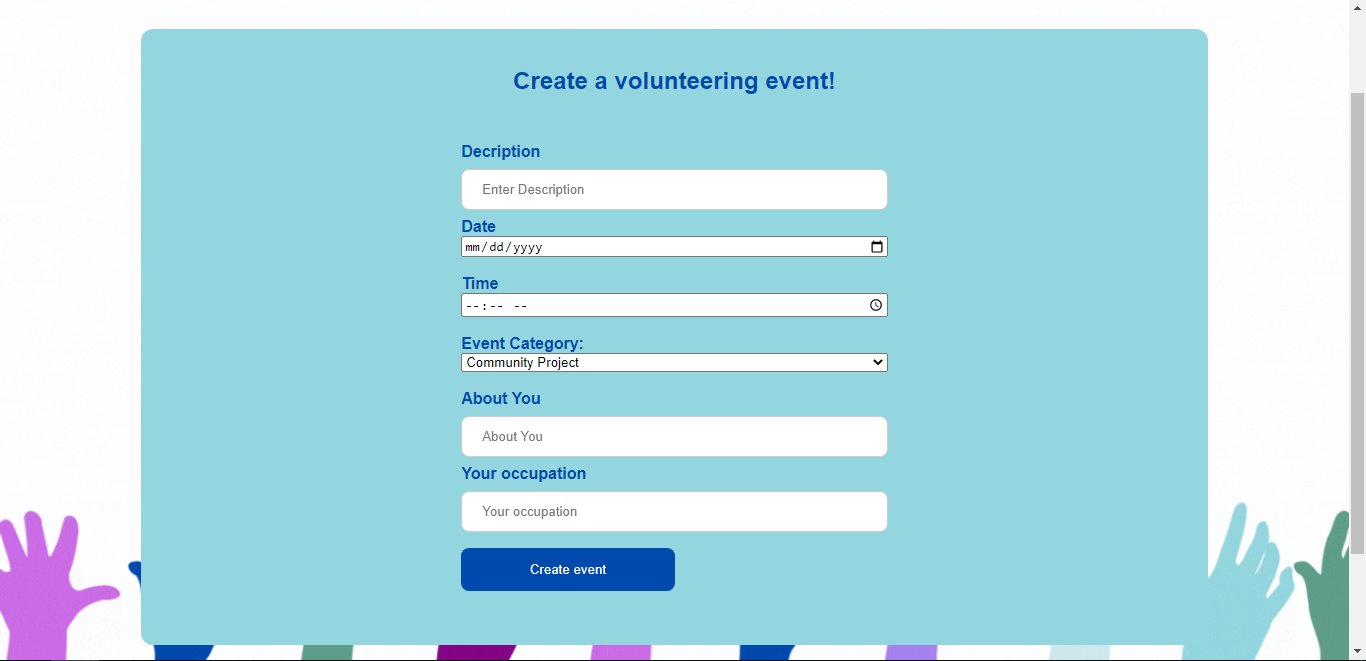 Create a volunteering event!
Decription
Enter Description
Date
mm/dd/yyyy
Time
--:-- --
Event Category:
Community Project
About You
About You
Your occupation
Your occupation
Create event